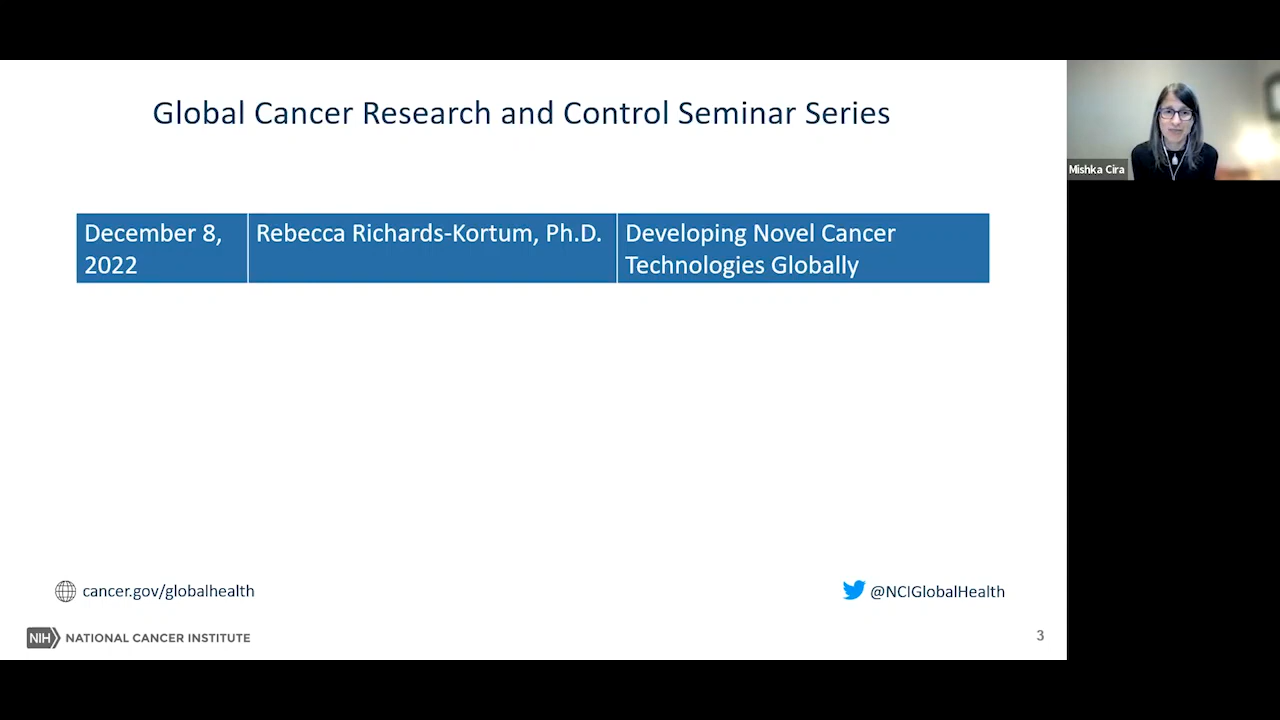 Global Cancer Research and Control Seminar Series
Mishka Cira
December 8,
2022
Rebecca Richards-Kortum, Ph.D.
Developing Novel Cancer
Technologies Globally
cancer.gov/globalhealth
@NCIGlobalHealth
NIH NATIONAL CANCER INSTITUTE
3